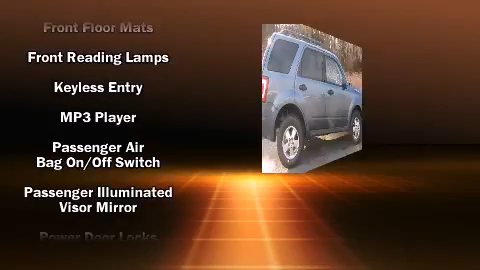 Front Floor Mats
Front Reading Lamps
Keyless Entry
MP3 Player
Passenger Air
Bag On/Off Switch
Passenger Illuminated
Visor Mirror
Power Door Locks